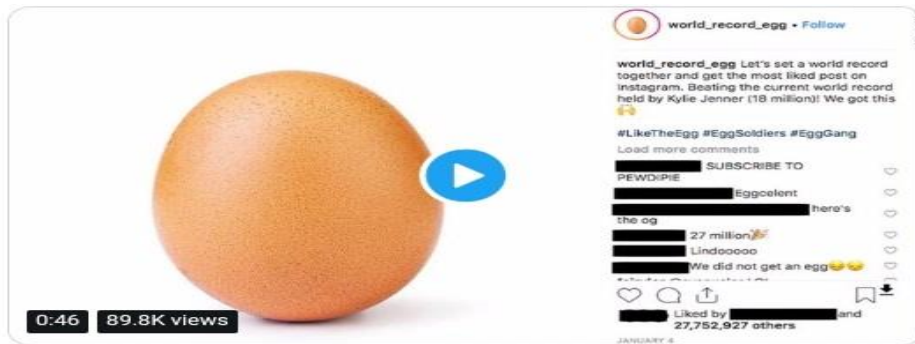 world_record_egg • Follow
world_record_egg Let's set a world record
together and get the most liked post on
Instagram. Beating the current world record
held by Kylie Jenner (18 million)! We got this
🙌
#LikeTheEgg #EggSoldiers #EggGang
Load more comments
SUBSCRIBE TO
PEWDIPIE
Eggcelent
here's
the og
27 million🎉
Lindooooo
We did not get an egg😔😔
Liked by and
27,752,927 others
JANUARY 4
0:46 89.8K views